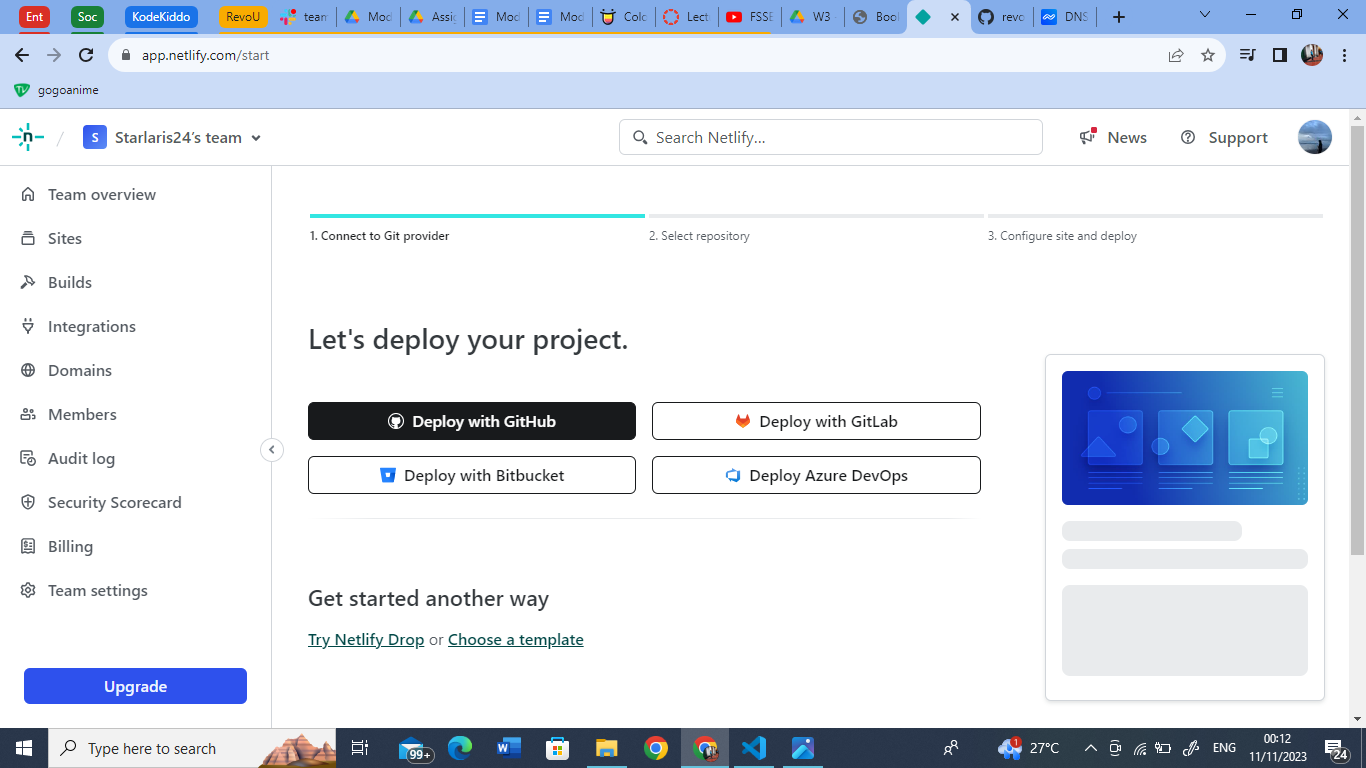 Ent
Soc
KodeKiddo
RevoU
team
Mod
Assig
Mod
Mod
Colo
Lect
FSSE
W3
Bool
revo
DNS
app.netlify.com/start
gogoanime
n
/
S
Starlaris24's team
Search Netlify...
News
Support
Team overview
Sites
Builds
Integrations
Domains
Members
Audit log
Security Scorecard
Billing
Team settings
Upgrade
1. Connect to Git provider
2. Select repository
3. Configure site and deploy
Let's deploy your project.
Deploy with GitHub
Deploy with GitLab
Deploy with Bitbucket
Deploy Azure DevOps
Get started another way
Try Netlify Drop or Choose a template
Type here to search
99+
1
27°C
ENG
00:12
11/11/2023
24